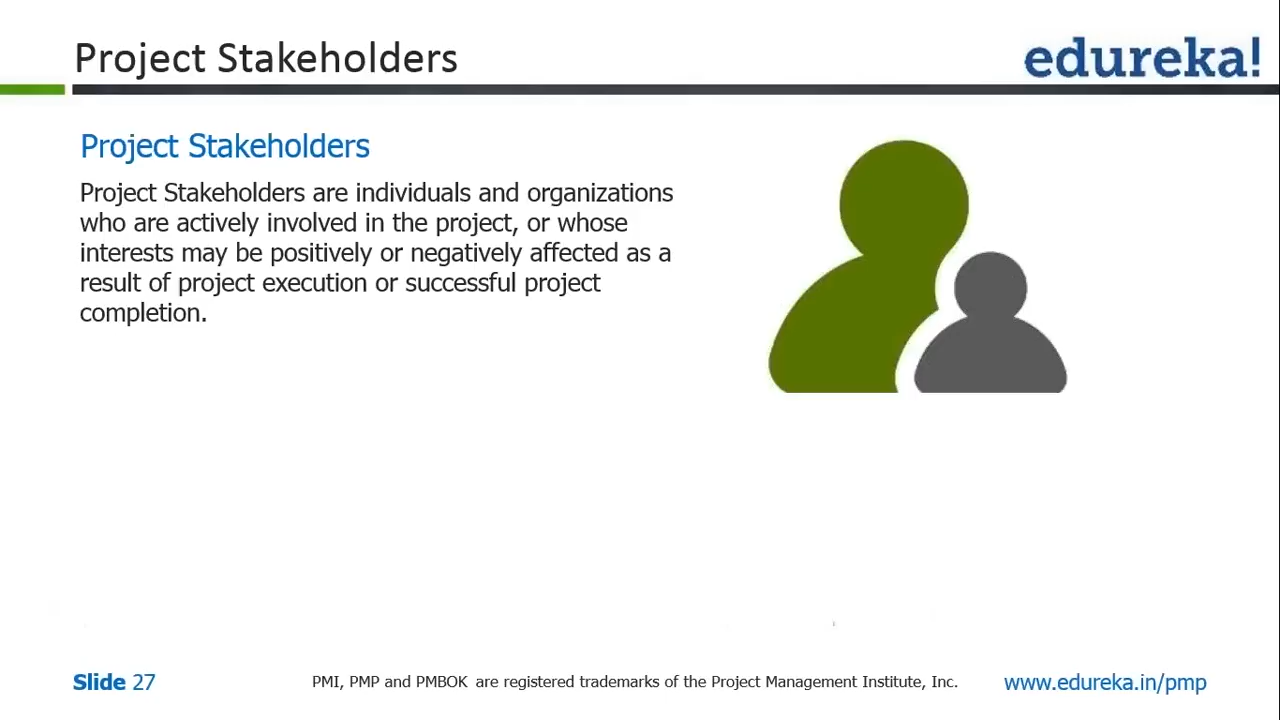 Project Stakeholders
edureka!
Project Stakeholders
Project Stakeholders are individuals and organizations
who are actively involved in the project, or whose
interests may be positively or negatively affected as a
result of project execution or successful project
completion.
Slide 27
PMI, PMP and PMBOK are registered trademarks of the Project Management Institute, Inc.
www.edureka.in/pmp